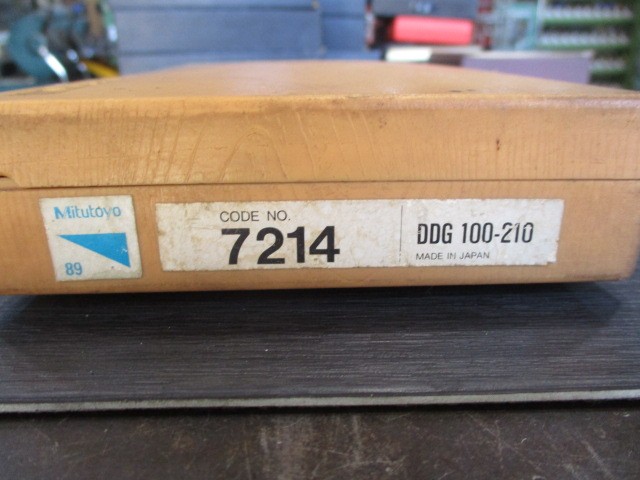 Mitutoyo
89
CODE NO.
7214
DDG 100-210
MADE IN JAPAN